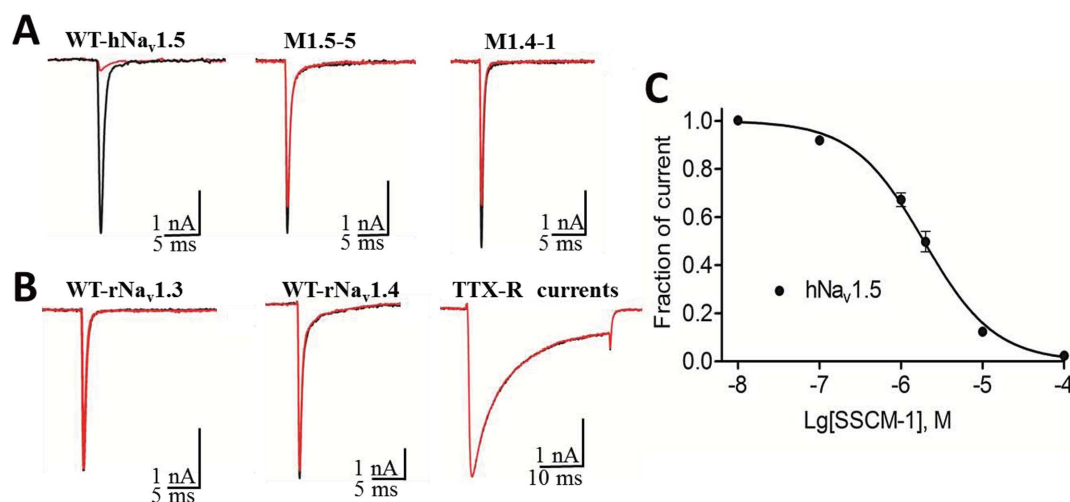 A
WT-hNav1.5
M1.5-5
M1.4-1
1 nA
5 ms
1 nA
5 ms
1 nA
5 ms
B
WT-rNav1.3
WT-rNav1.4
TTX-R currents
1 nA
5 ms
1 nA
5 ms
1 nA
10 ms
C
Fraction of current
1.0
0.8
0.6
0.4
0.2
0.0
hNav1.5
-8 -7 -6 -5 -4
Lg[SSCM-1], M